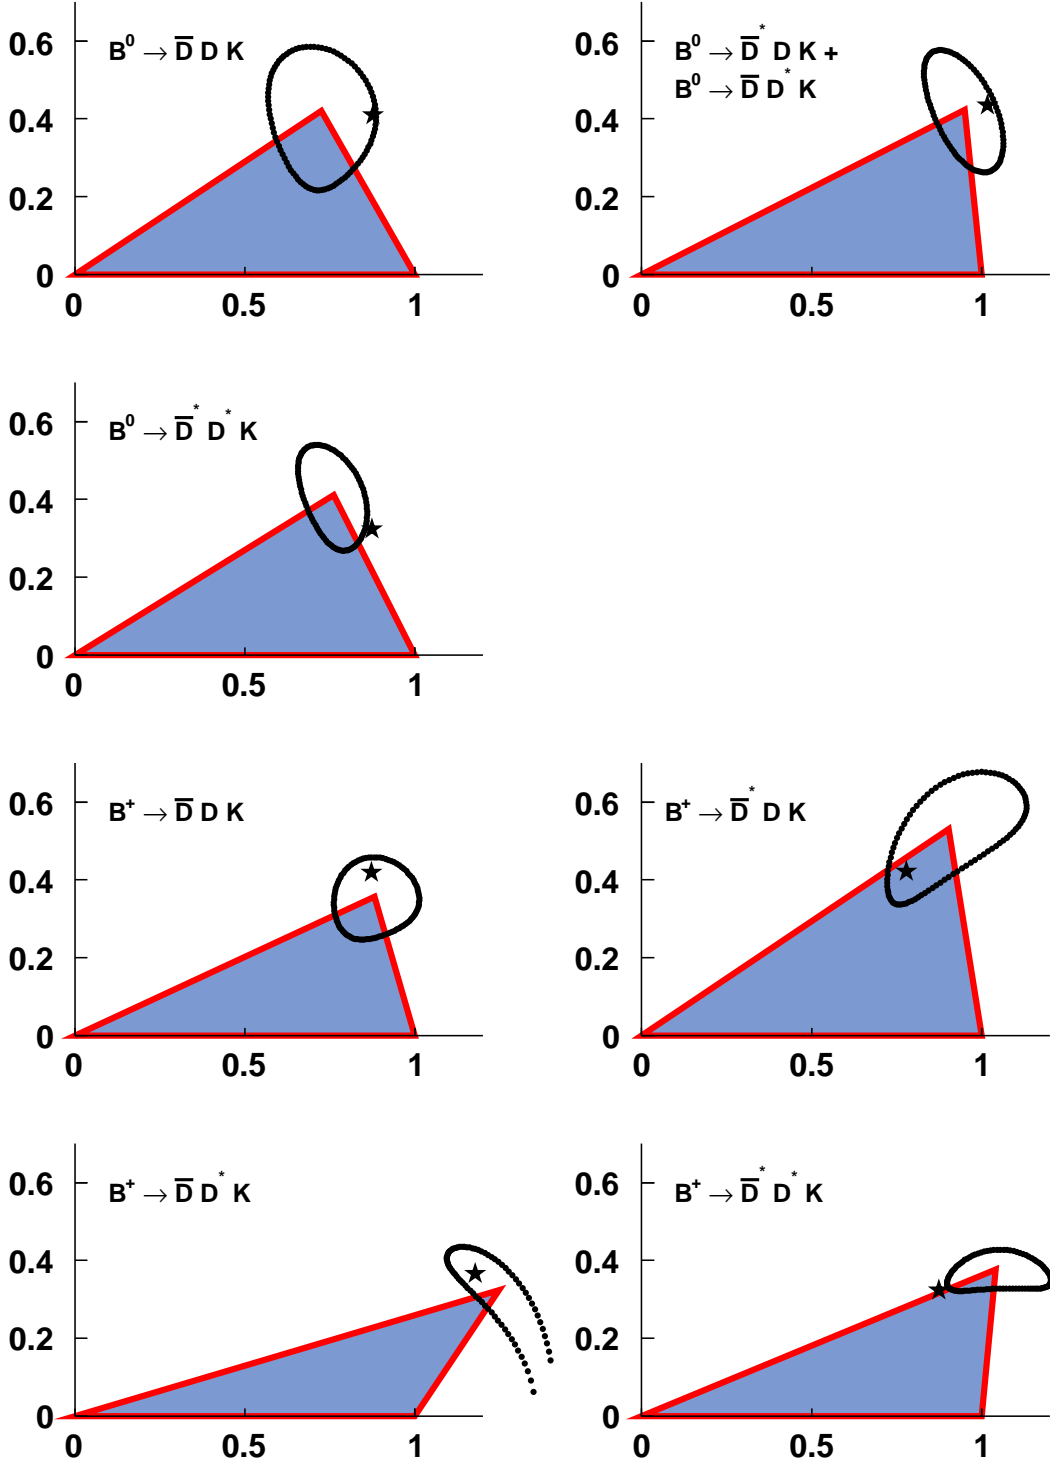 B⁰ → D̅ D K
0.6
0.4
0.2
0
0 0.5 1
B⁰ → D̅* D K +
B⁰ → D̅ D* K
0.6
0.4
0.2
0
0 0.5 1
B⁰ → D̅* D* K
0.6
0.4
0.2
0
0 0.5 1
B⁺ → D̅ D K
0.6
0.4
0.2
0
0 0.5 1
B⁺ → D̅* D K
0.6
0.4
0.2
0
0 0.5 1
B⁺ → D̅ D* K
0.6
0.4
0.2
0
0 0.5 1
B⁺ → D̅* D* K
0.6
0.4
0.2
0
0 0.5 1